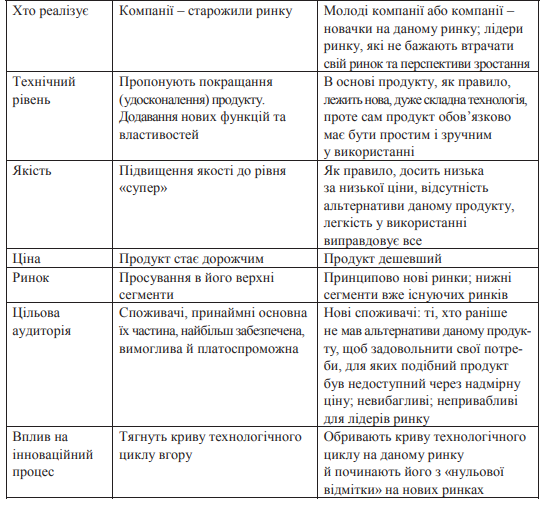 Хто реалізує
Компанії – старожили ринку
Молоді компанії або компанії –
новачки на даному ринку; лідери
ринку, які не бажають втрачати
свій ринок та перспективи зростання
Технічний
рівень
Пропонують покращання
(удосконалення) продукту.
Додавання нових функцій та
властивостей
В основі продукту, як правило,
лежить нова, дуже складна технологія,
проте сам продукт обов’язково
має бути простим і зручним
у використанні
Якість
Підвищення якості до рівня
«супер»
Як правило, досить низька
за низької ціни, відсутність
альтернативи даному продукту,
легкість у використанні
виправдовує все
Ціна
Продукт стає дорожчим
Продукт дешевший
Ринок
Просування в його верхні
сегменти
Принципово нові ринки; нижні
сегменти вже існуючих ринків
Цільова
аудиторія
Споживачі, принаймні основна
їх частина, найбільш забезпечена,
вимоглива й платоспроможна
Нові споживачі: ті, хто раніше
не мав альтернативи даному продук-
ту, щоб задовольнити свої потре-
би, для яких подібний продукт
був недоступний через надмірну
ціну; невибагливі; непривабливі
для лідерів ринку
Вплив на
інноваційний
процес
Тягнуть криву технологічного
циклу вгору
Обривають криву технологічного
циклу на даному ринку
й починають його з «нульової
відмітки» на нових ринках